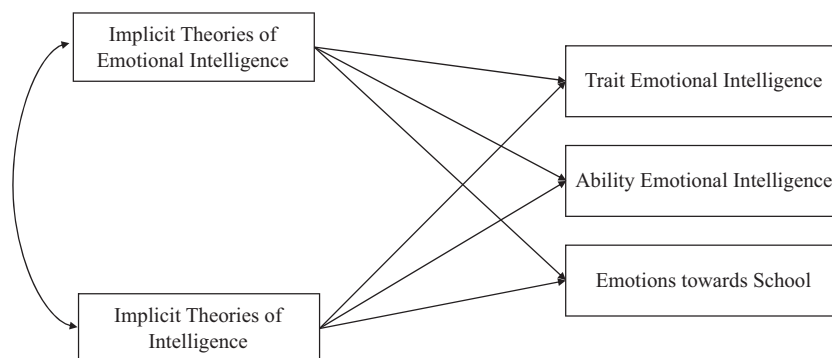 Implicit Theories of
Emotional Intelligence
Trait Emotional Intelligence
Ability Emotional Intelligence
Emotions towards School
Implicit Theories of
Intelligence